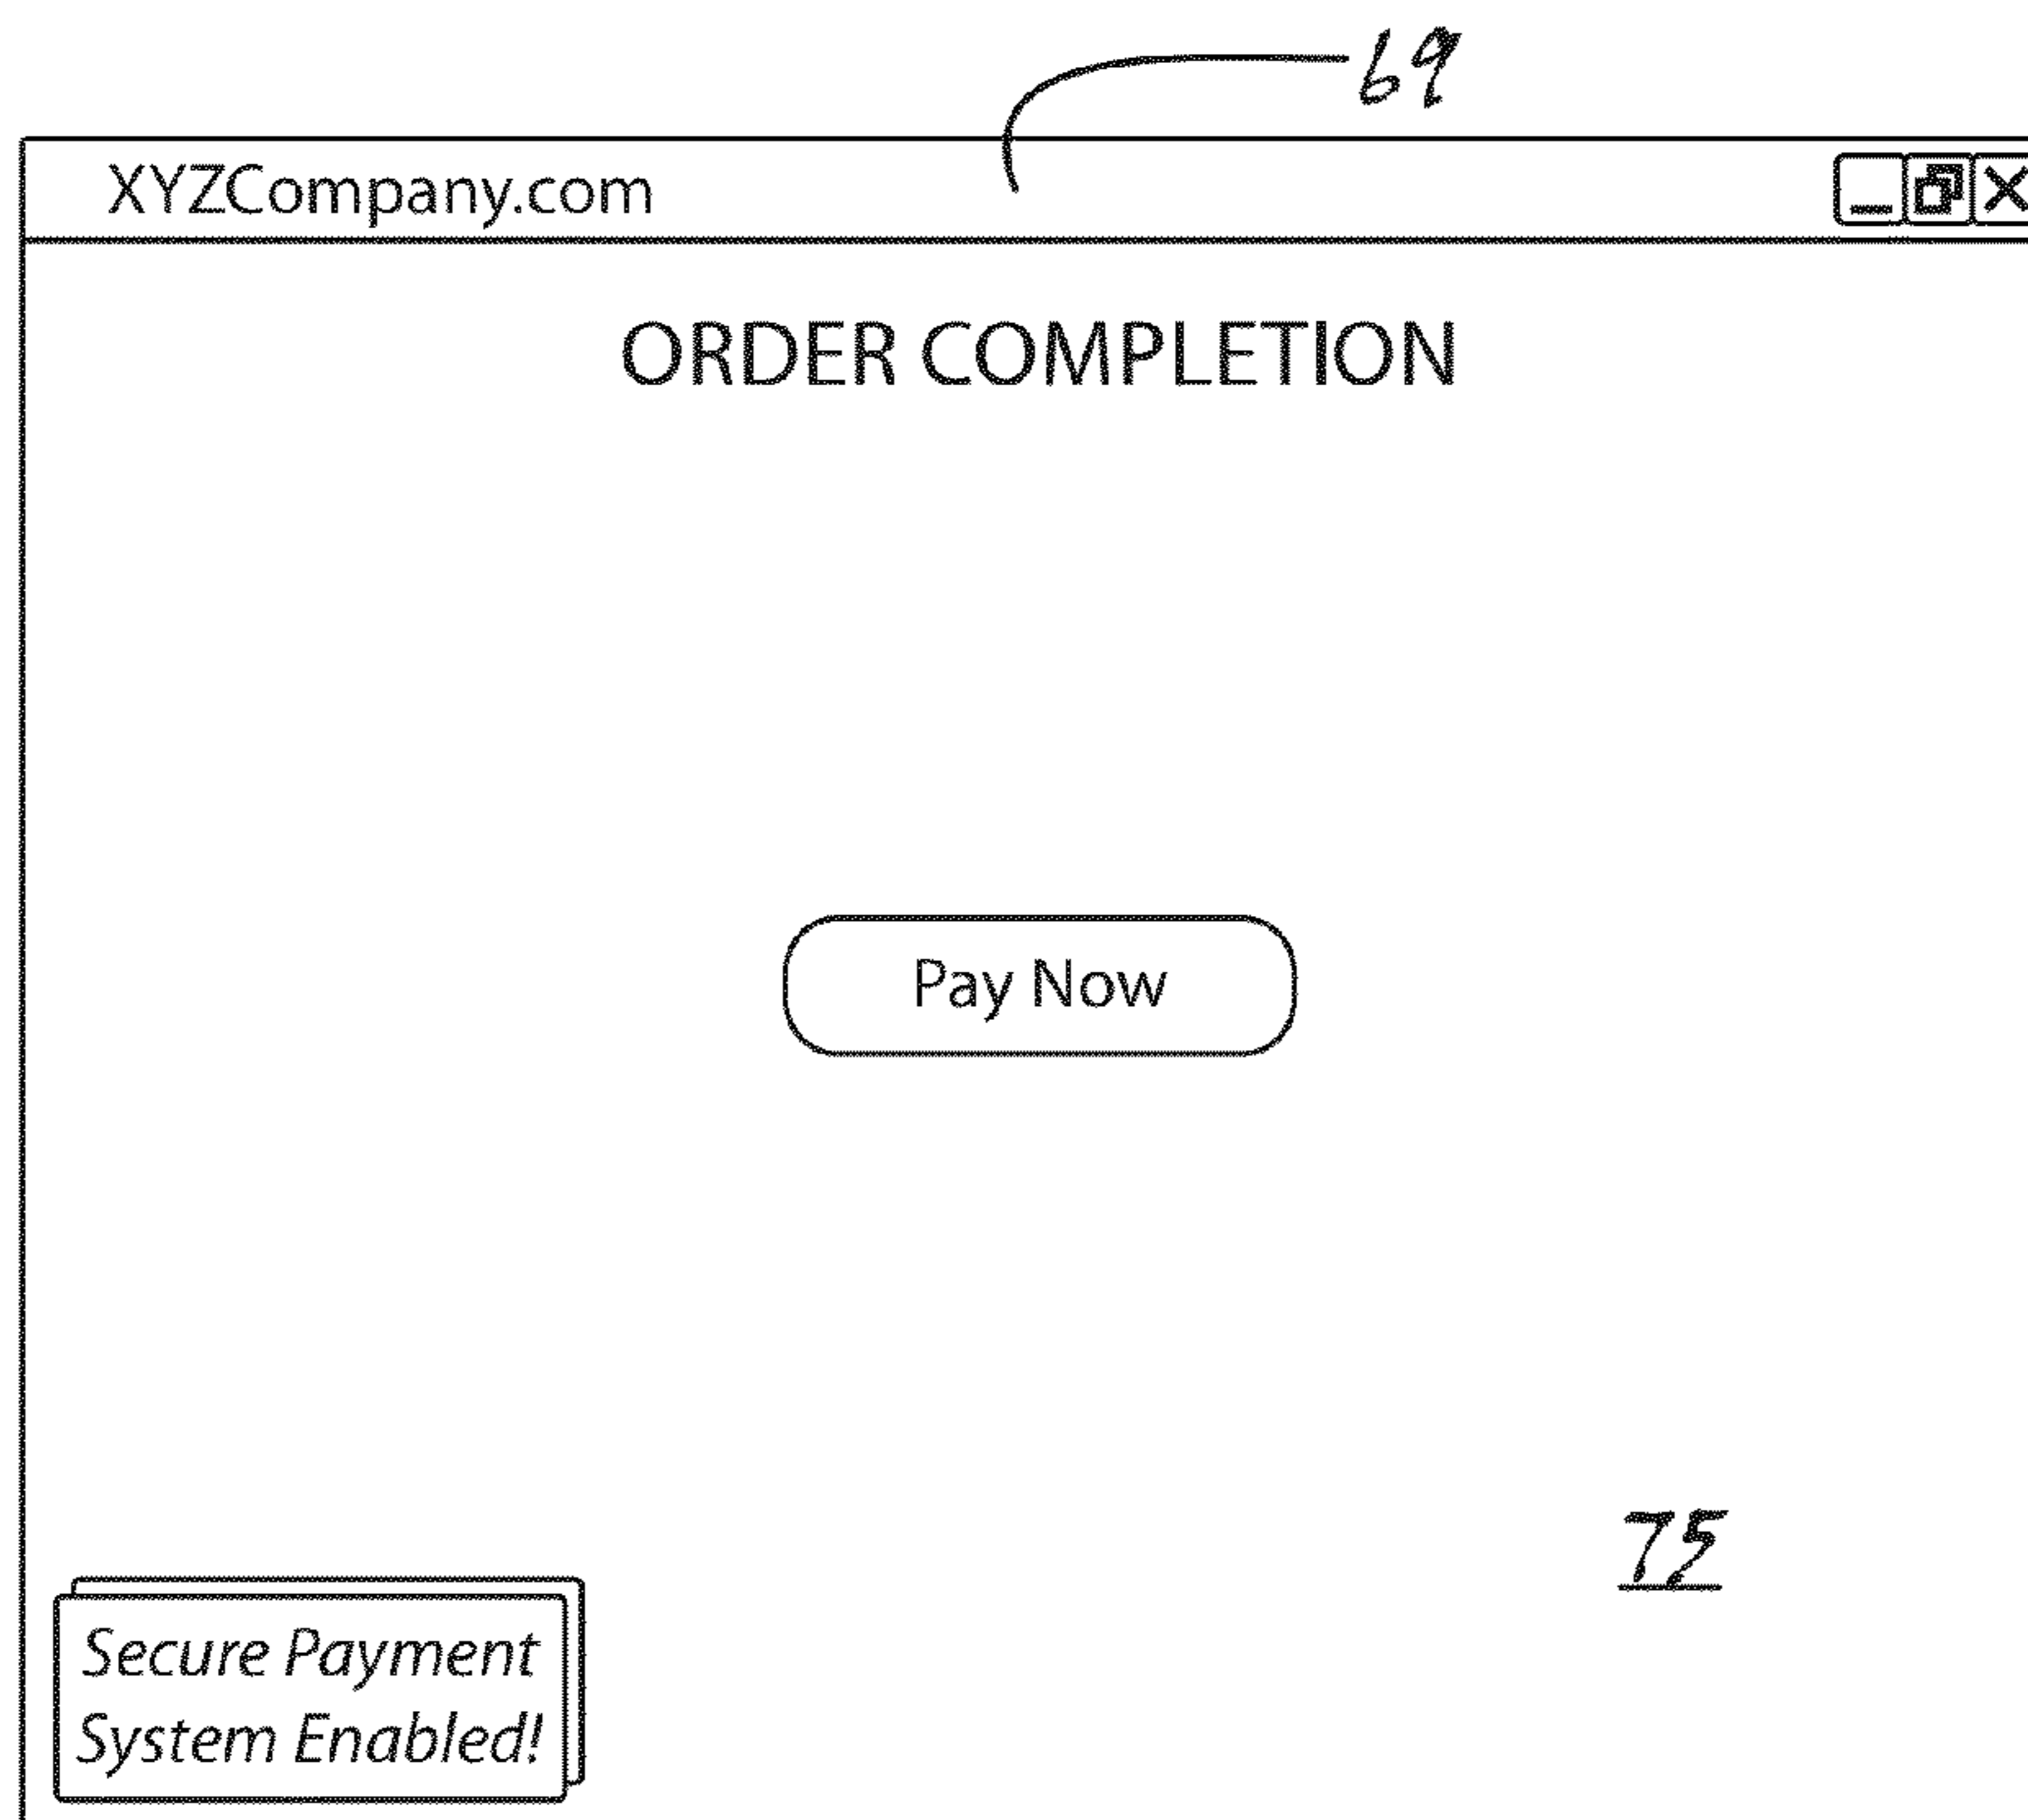 69
XYZCompany.com
ORDER COMPLETION
Pay Now
75
Secure Payment
System Enabled!